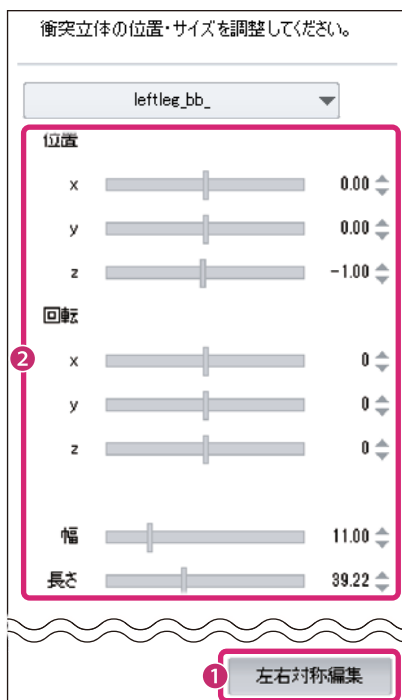 衝突立体の位置・サイズを調整してください。
leftleg_bb_
位置
x 0.00
y 0.00
z -1.00
回転
2
x 0
y 0
z 0
幅 11.00
長さ 39.22
1 左右対称編集